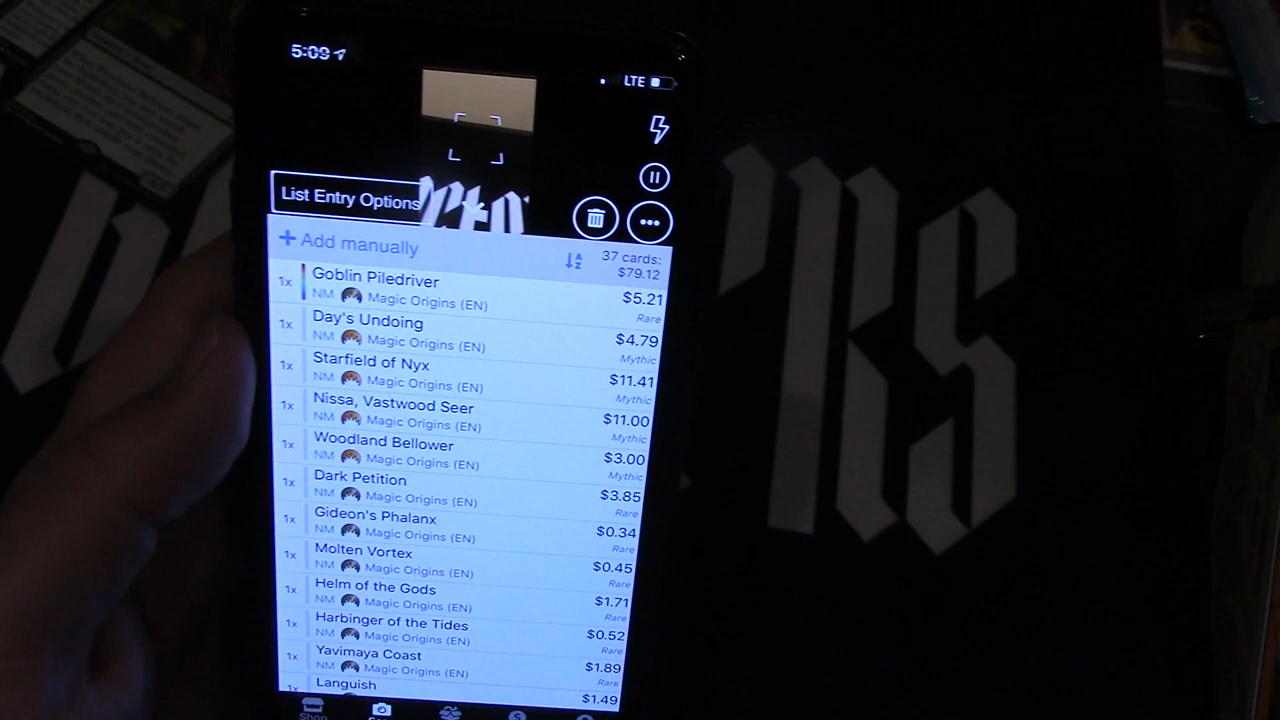 5:09
LTE
List Entry Options
+ Add manually
37 cards:
$79.12
1x Goblin Piledriver $5.21
NM Magic Origins (EN) Rare
1x Day's Undoing $4.79
NM Magic Origins (EN) Mythic
1x Starfield of Nyx $11.41
NM Magic Origins (EN) Mythic
1x Nissa, Vastwood Seer $11.00
NM Magic Origins (EN) Mythic
1x Woodland Bellower $3.00
NM Magic Origins (EN) Mythic
1x Dark Petition $3.85
NM Magic Origins (EN) Rare
1x Gideon's Phalanx $0.34
NM Magic Origins (EN) Rare
1x Molten Vortex $0.45
NM Magic Origins (EN) Rare
1x Helm of the Gods $1.71
NM Magic Origins (EN) Rare
1x Harbinger of the Tides $0.52
NM Magic Origins (EN) Rare
1x Yavimaya Coast $1.89
NM Magic Origins (EN) Rare
1x Languish $1.49
Shop